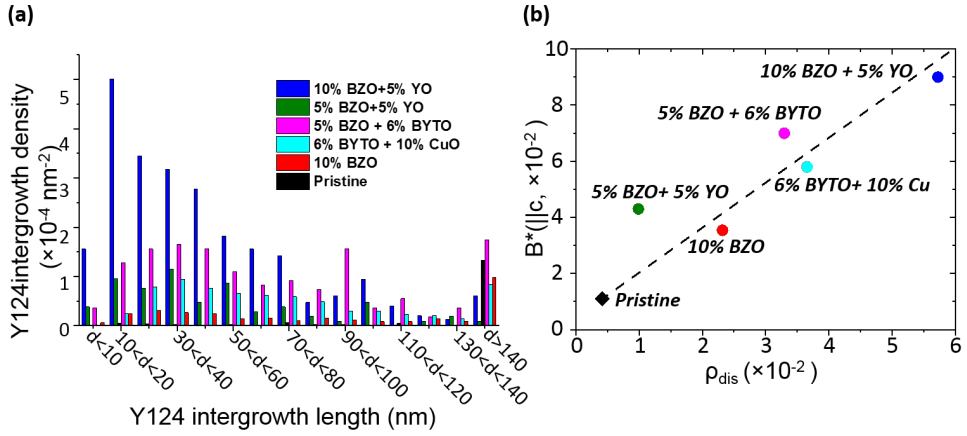 (a)
Y124intergrowth density
(×10⁻⁴ nm⁻²)
5
4
3
2
1
0
10% BZO+5% YO
5% BZO+5% YO
5% BZO + 6% BYTO
6% BYTO + 10% CuO
10% BZO
Pristine
d<10
10<d<20
30<d<40
50<d<60
70<d<80
90<d<100
110<d<120
130<d<140
d>140
Y124 intergrowth length (nm)
(b)
B*(||c, ×10⁻²)
10
8
6
4
2
0
10% BZO + 5% YO
5% BZO + 6% BYTO
6% BYTO+ 10% Cu
5% BZO+ 5% YO
10% BZO
Pristine
0 1 2 3 4 5 6
ρdis (×10⁻²)